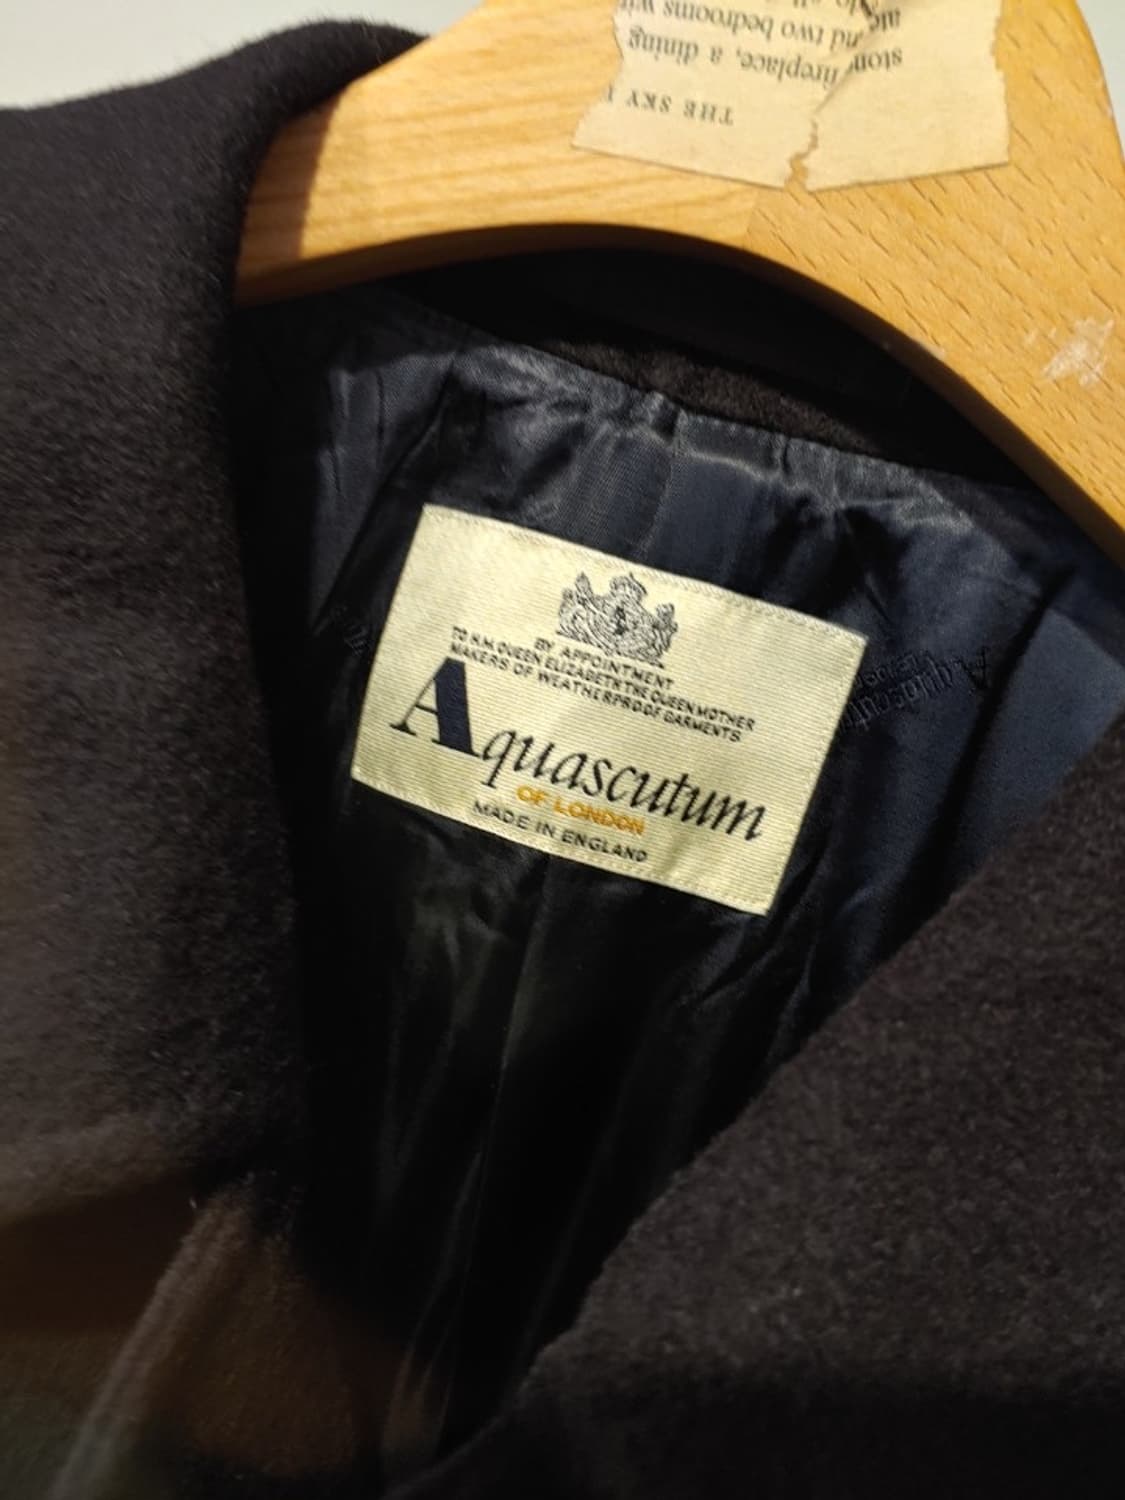 THE SKY
stone fireplace, a dining
and two bedrooms
BY APPOINTMENT
TO H.M. QUEEN ELIZABETH THE QUEEN MOTHER
MAKERS OF WEATHERPROOF GARMENTS
Aquascutum
OF LONDON
MADE IN ENGLAND
Aquascutum